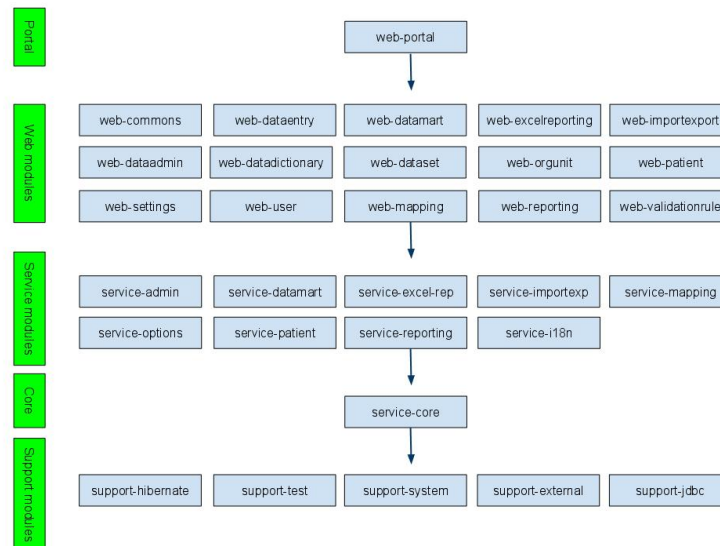 Portal
web-portal
Web modules
web-commons
web-dataentry
web-datamart
web-excelreporting
web-importexport
web-dataadmin
web-datadictionary
web-dataset
web-orgunit
web-patient
web-settings
web-user
web-mapping
web-reporting
web-validationrule
Service modules
service-admin
service-datamart
service-excel-rep
service-importexp
service-mapping
service-options
service-patient
service-reporting
service-i18n
Core
service-core
Support modules
support-hibernate
support-test
support-system
support-external
support-jdbc